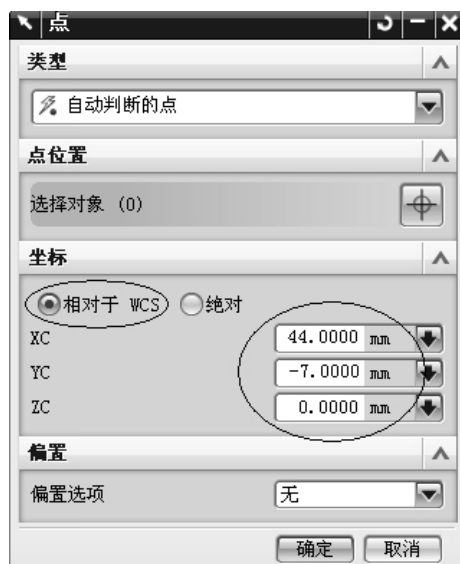 点
类型
自动判断的点
点位置
选择对象 (0)
坐标
相对于 WCS 绝对
XC 44.0000 mm
YC -7.0000 mm
ZC 0.0000 mm
偏置
偏置选项 无
确定 取消